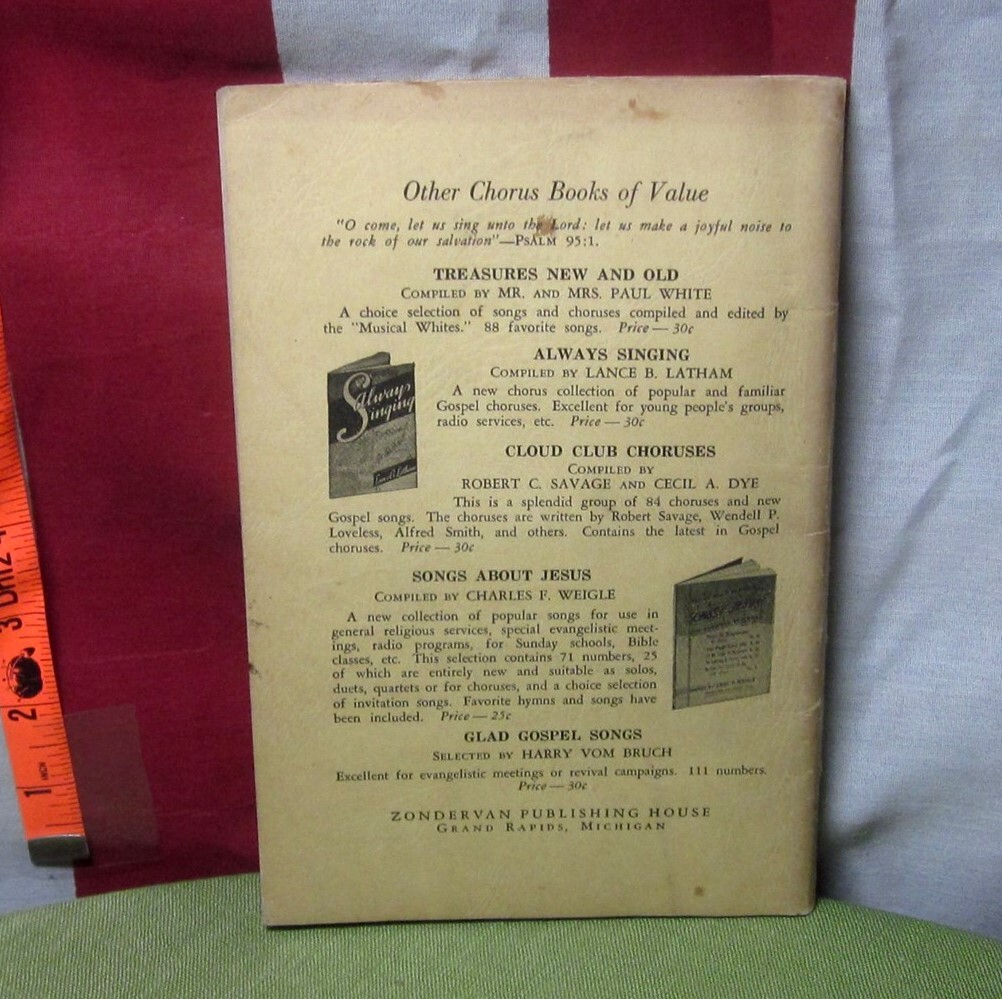 Other Chorus Books of Value
"O come, let us sing unto the Lord: let us make a joyful noise to
the rock of our salvation"—PSALM 95:1.
TREASURES NEW AND OLD
COMPILED BY MR. AND MRS. PAUL WHITE
A choice selection of songs and choruses compiled and edited by
the "Musical Whites." 88 favorite songs. Price — 30c
ALWAYS SINGING
COMPILED BY LANCE B. LATHAM
A new chorus collection of popular and familiar
Gospel choruses. Excellent for young people's groups,
radio services, etc. Price — 30c
Always
Singing
CLOUD CLUB CHORUSES
COMPILED BY
ROBERT C. SAVAGE AND CECIL A. DYE
This is a splendid group of 84 choruses and new
Gospel songs. The choruses are written by Robert Savage, Wendell P.
Loveless, Alfred Smith, and others. Contains the latest in Gospel
choruses. Price — 30c
SONGS ABOUT JESUS
COMPILED BY CHARLES F. WEIGLE
A new collection of popular songs for use in
general religious services, special evangelistic meet-
ings, radio programs, for Sunday schools, Bible
classes, etc. This selection contains 71 numbers, 25
of which are entirely new and suitable as solos,
duets, quartets or for choruses, and a choice selection
of invitation songs. Favorite hymns and songs have
been included. Price — 25c
GLAD GOSPEL SONGS
SELECTED BY HARRY VOM BRUCH
Excellent for evangelistic meetings or revival campaigns. 111 numbers.
Price — 30c
ZONDERVAN PUBLISHING HOUSE
GRAND RAPIDS, MICHIGAN
1 INCH
2
3